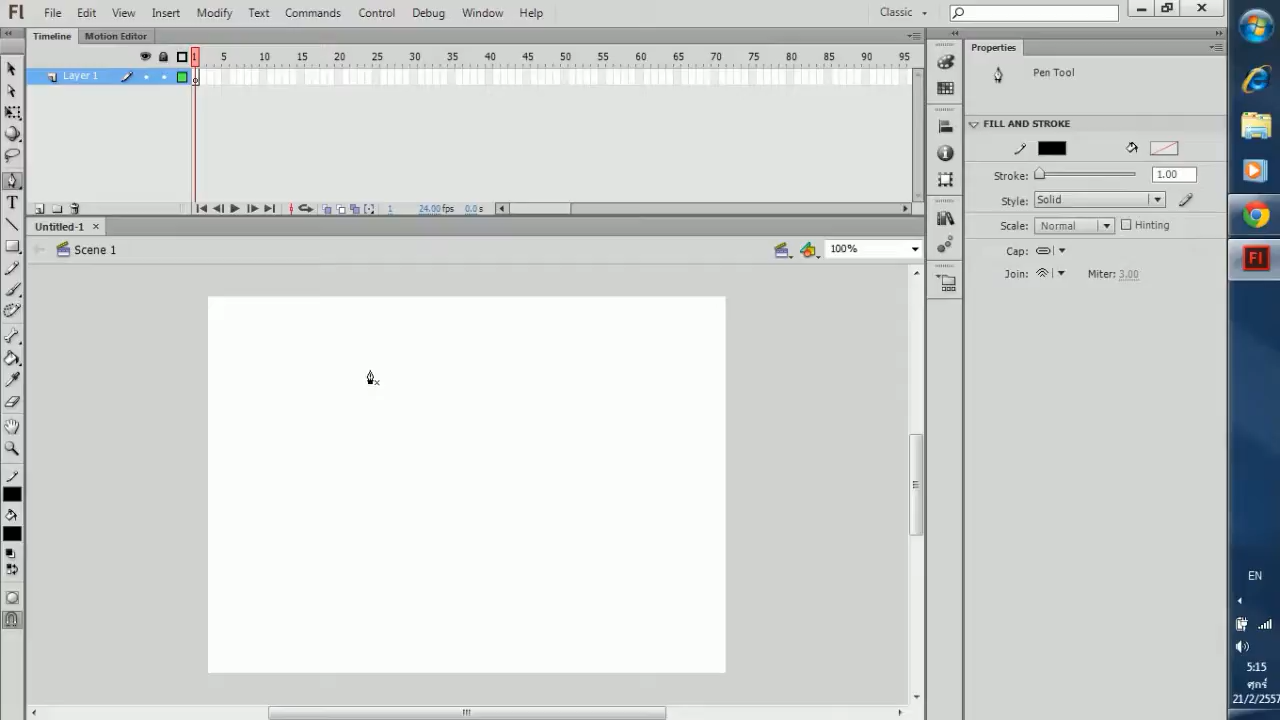 Fl File Edit View Insert Modify Text Commands Control Debug Window Help Classic
Timeline Motion Editor
1 5 10 15 20 25 30 35 40 45 50 55 60 65 70 75 80 85 90 95
Layer 1
1 24.00 fps 0.0 s
Untitled-1
Scene 1
100%
Properties
Pen Tool
FILL AND STROKE
Stroke: 1.00
Style: Solid
Scale: Normal Hinting
Cap:
Join: Miter: 3.00
Fl
EN
5:15
ศุกร์
21/2/2557